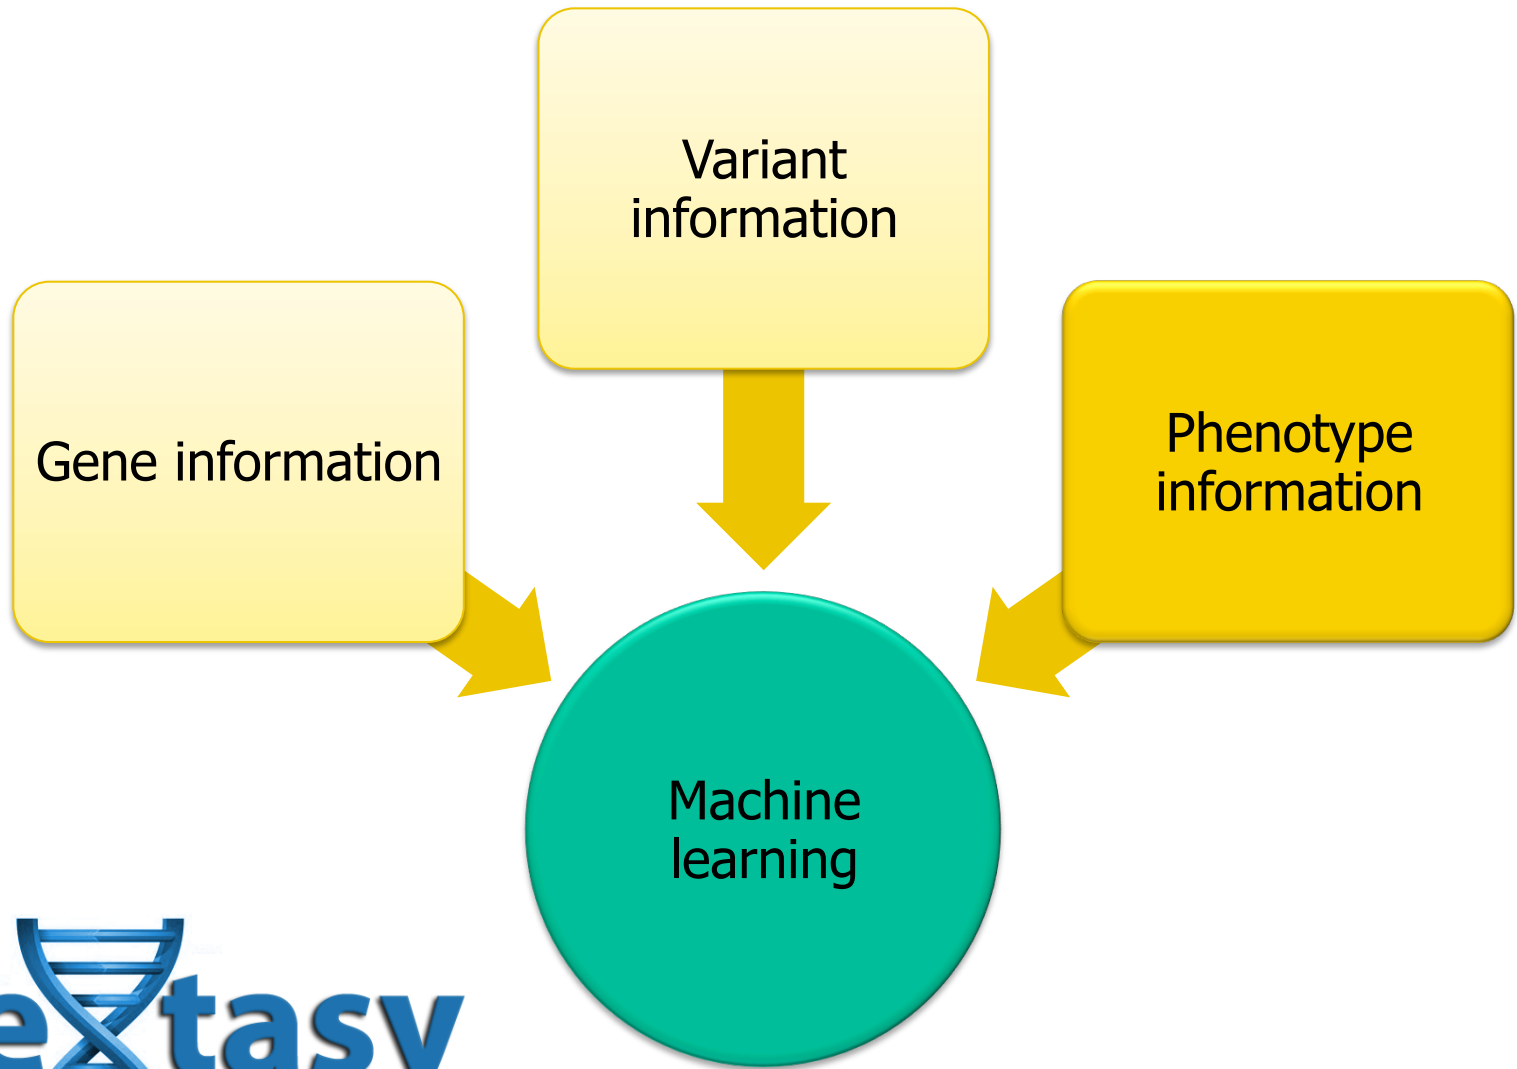 Variant
information
Gene information
Phenotype
information
Machine
learning
extasy